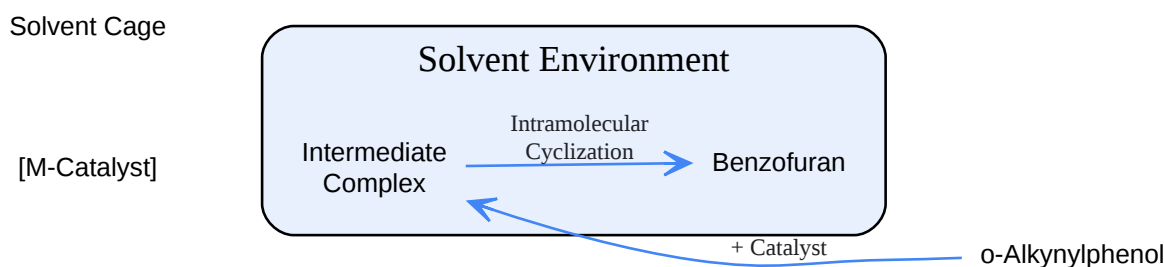 Solvent Cage
Solvent Environment
Intramolecular
Cyclization
Intermediate
Complex
Benzofuran
[M-Catalyst]
+ Catalyst
o-Alkynylphenol